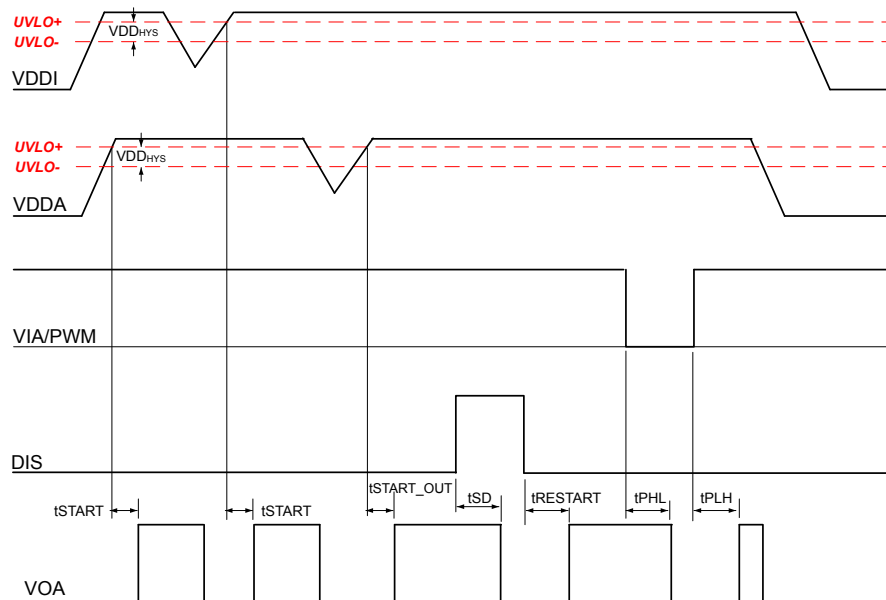 UVLO+
VDDHYS
UVLO-
VDDI
UVLO+
VDDHYS
UVLO-
VDDA
VIA/PWM
DIS
tSTART
tSTART
tSTART_OUT
tSD
tRESTART
tPHL
tPLH
VOA